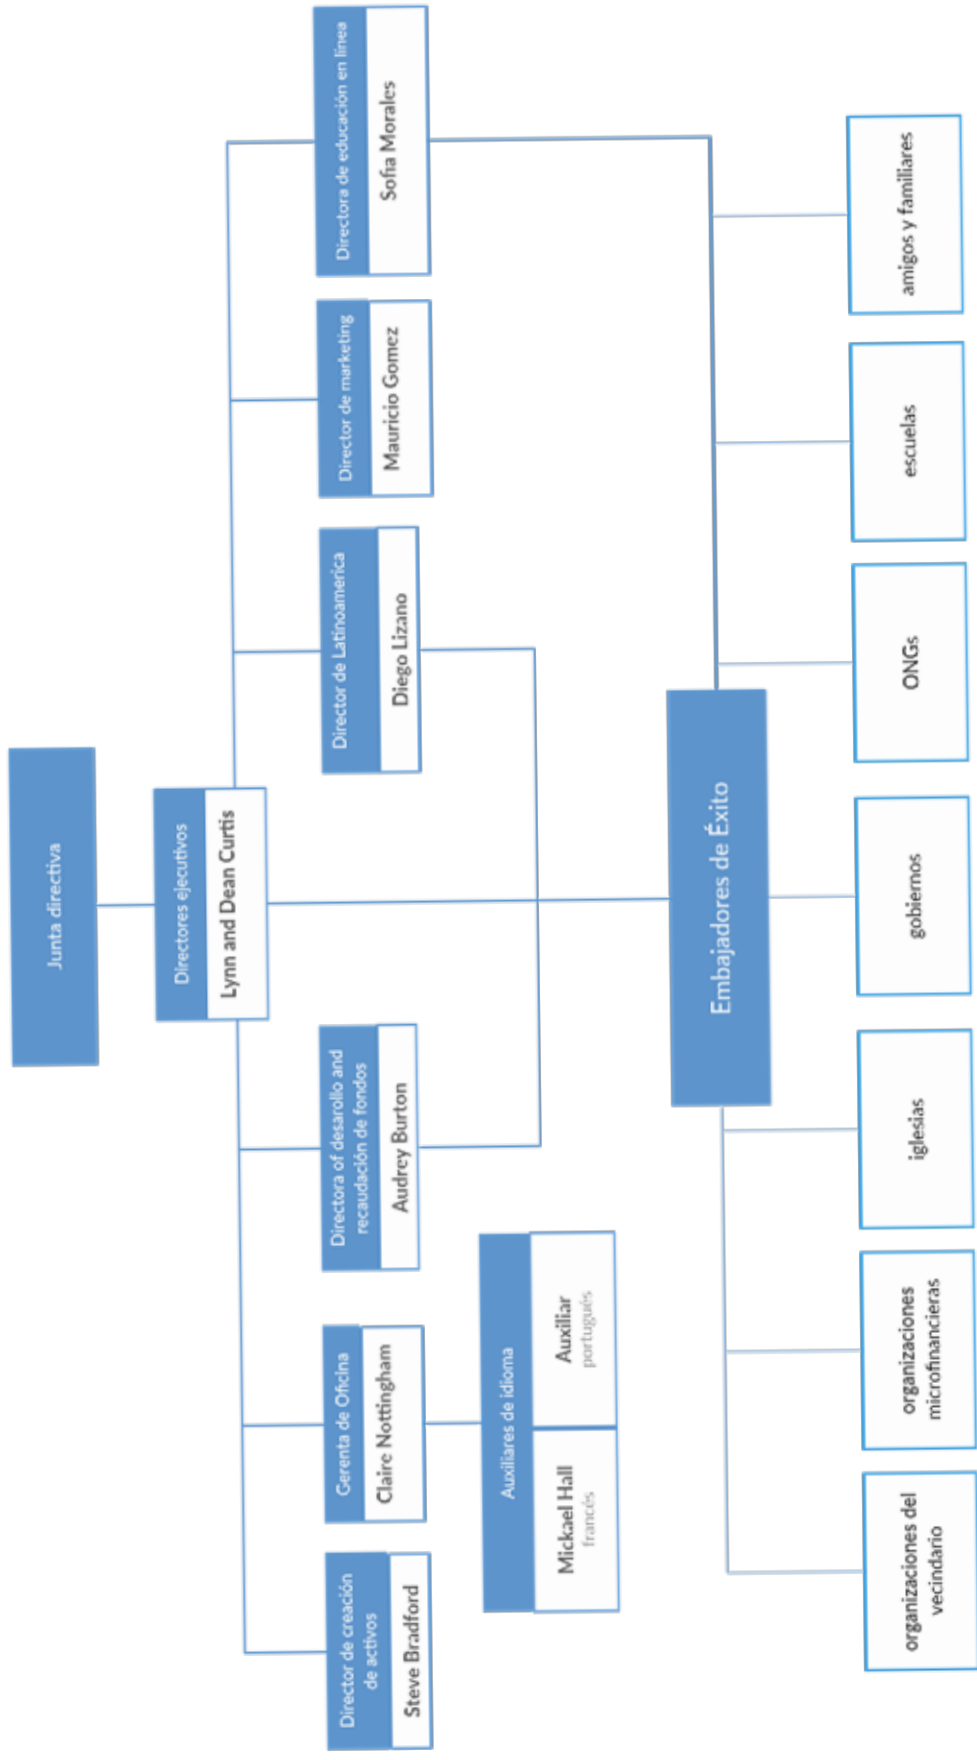 Junta directiva
Directores ejecutivos
Lynn and Dean Curtis
Director de creación
de activos
Steve Bradford
Gerenta de Oficina
Claire Nottingham
Directora of desarollo and
recaudación de fondos
Audrey Burton
Director de Latinoamerica
Diego Lizano
Director de marketing
Mauricio Gomez
Directora de educación en línea
Sofia Morales
Auxiliares de idioma
Mickael Hall
francés
Auxiliar
portugués
Embajadores de Éxito
organizaciones del
vecindario
organizaciones
microfinancieras
iglesias
gobiernos
ONGs
escuelas
amigos y familiares